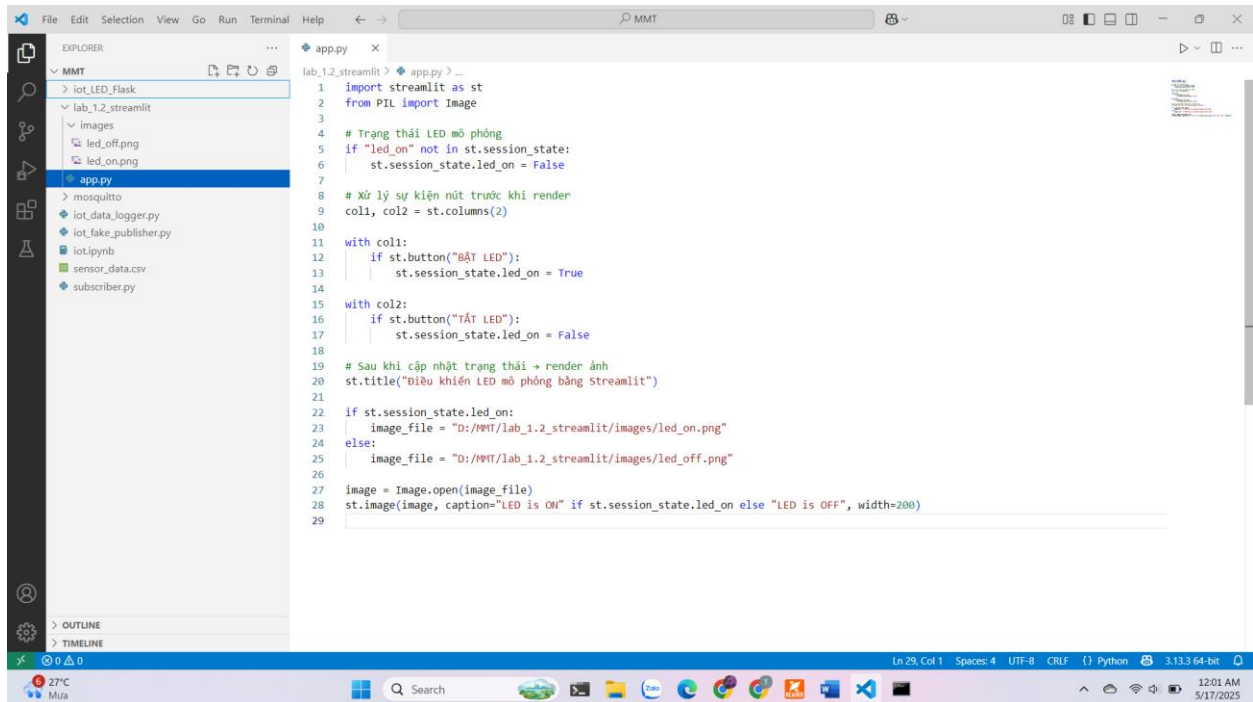 File Edit Selection View Go Run Terminal Help
MMT
EXPLORER
MMT
iot_LED_Flask
lab_1.2_streamlit
images
led_off.png
led_on.png
app.py
mosquitto
iot_data_logger.py
iot_fake_publisher.py
iot.ipynb
sensor_data.csv
subscriber.py
OUTLINE
TIMELINE
app.py
lab_1.2_streamlit > app.py > ...
1 import streamlit as st
2 from PIL import Image
3
4 # Trạng thái LED mô phỏng
5 if "led_on" not in st.session_state:
6 st.session_state.led_on = False
7
8 # Xử lý sự kiện nút trước khi render
9 col1, col2 = st.columns(2)
10
11 with col1:
12 if st.button("BẬT LED"):
13 st.session_state.led_on = True
14
15 with col2:
16 if st.button("TẮT LED"):
17 st.session_state.led_on = False
18
19 # Sau khi cập nhật trạng thái → render ảnh
20 st.title("Điều khiển LED mô phỏng bằng Streamlit")
21
22 if st.session_state.led_on:
23 image_file = "D:/MMT/lab_1.2_streamlit/images/led_on.png"
24 else:
25 image_file = "D:/MMT/lab_1.2_streamlit/images/led_off.png"
26
27 image = Image.open(image_file)
28 st.image(image, caption="LED is ON" if st.session_state.led_on else "LED is OFF", width=200)
29
0 0
Ln 29, Col 1 Spaces: 4 UTF-8 CRLF {} Python 3.13.3 64-bit
6
27°C
Mưa
Search
Zalo
12:01 AM
5/17/2025